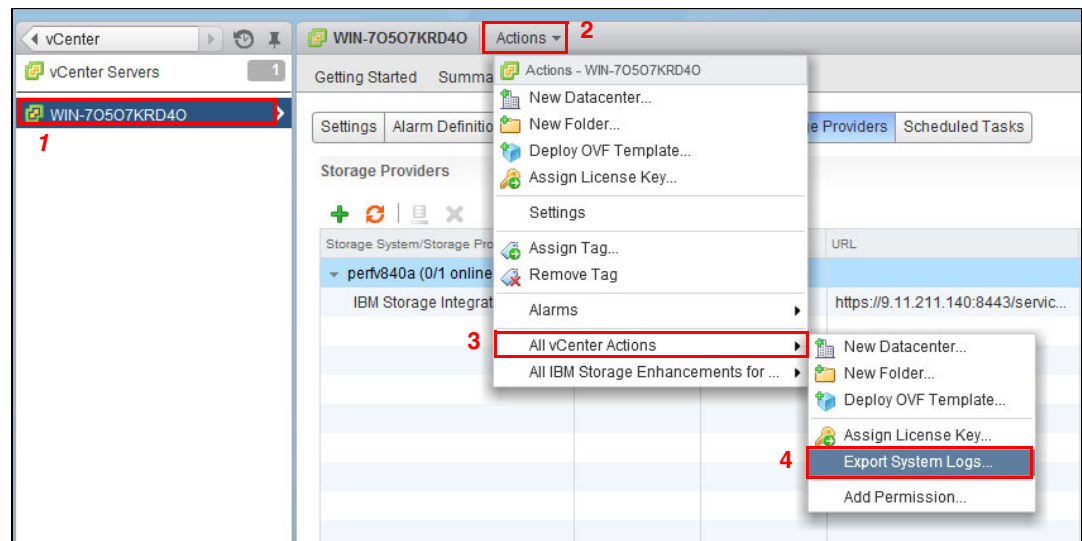 vCenter
WIN-7O5O7KRD4O Actions 2
vCenter Servers 1
Getting Started Summa
Actions - WIN-7O5O7KRD4O
New Datacenter...
WIN-7O5O7KRD4O
1
Settings Alarm Definitio
New Folder...
e Providers Scheduled Tasks
Deploy OVF Template...
Storage Providers
Assign License Key...
Settings
Storage System/Storage Pro
URL
Assign Tag...
perfv840a (0/1 online
Remove Tag
IBM Storage Integrat
https://9.11.211.140:8443/servic...
Alarms
3 All vCenter Actions
All IBM Storage Enhancements for ...
New Datacenter...
New Folder...
Deploy OVF Template...
Assign License Key...
4 Export System Logs...
Add Permission...